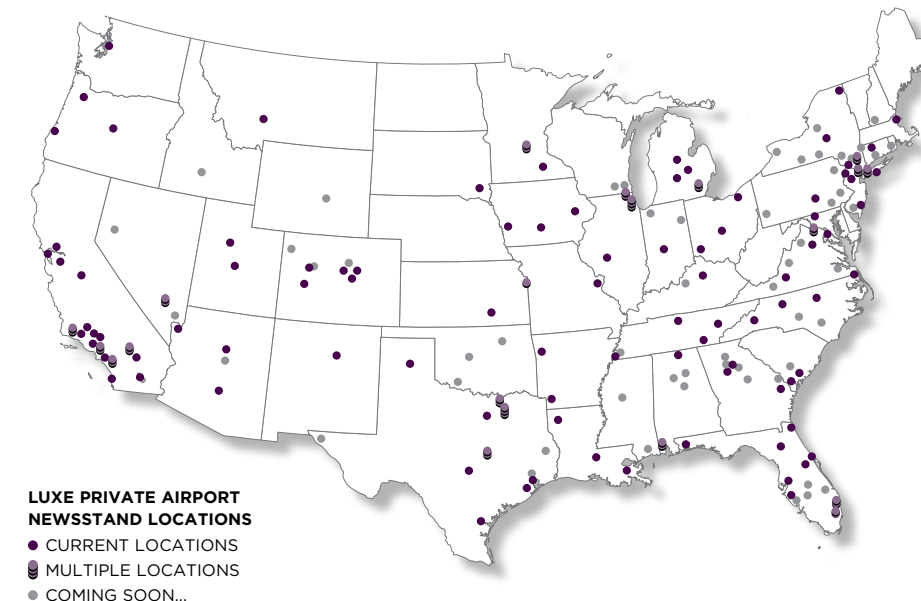 LUXE PRIVATE AIRPORT
NEWSSTAND LOCATIONS
CURRENT LOCATIONS
MULTIPLE LOCATIONS
COMING SOON...